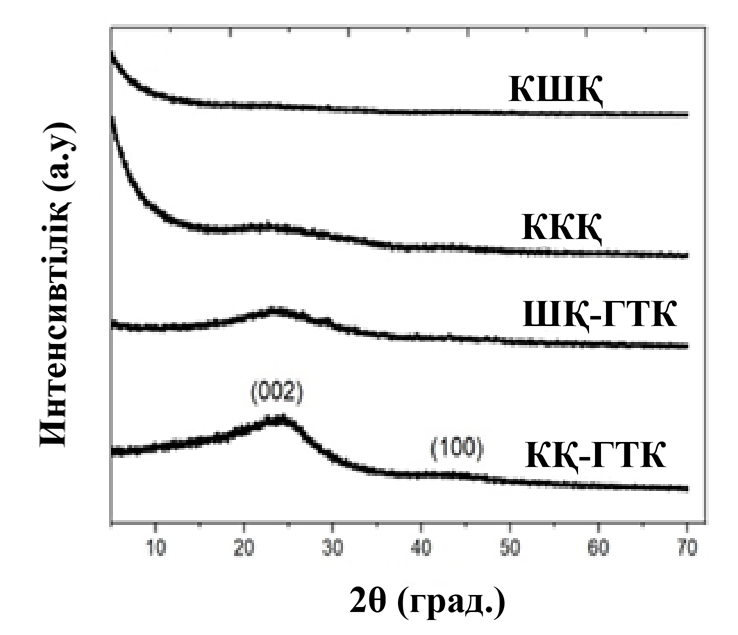 КШҚ
ККҚ
ШҚ-ГТК
(002)
(100)
КҚ-ГТК
Интенсивтілік (a.y)
10 20 30 40 50 60 70
2θ (град.)